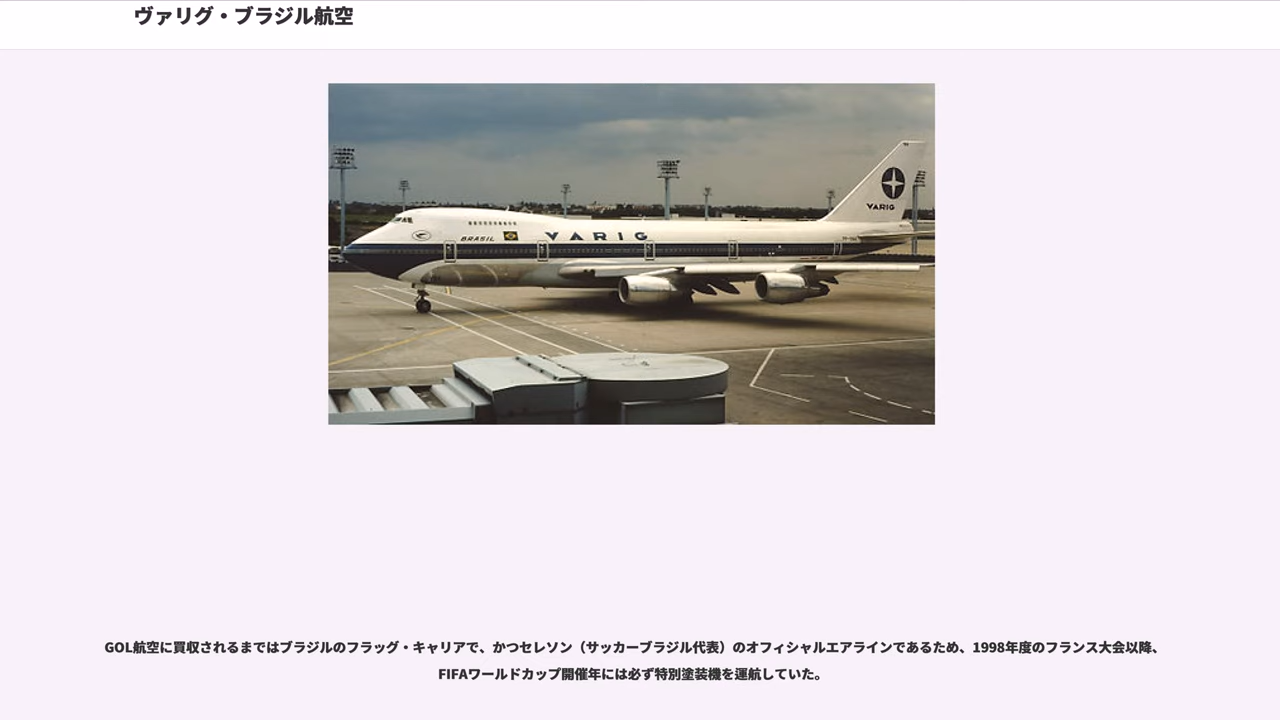 ヴァリグ・ブラジル航空
BRASIL
VARIG
VARIG
GOL航空に買収されるまではブラジルのフラッグ・キャリアで、かつセレソン（サッカーブラジル代表）のオフィシャルエアラインであるため、1998年度のフランス大会以降、
FIFAワールドカップ開催年には必ず特別塗装機を運航していた。